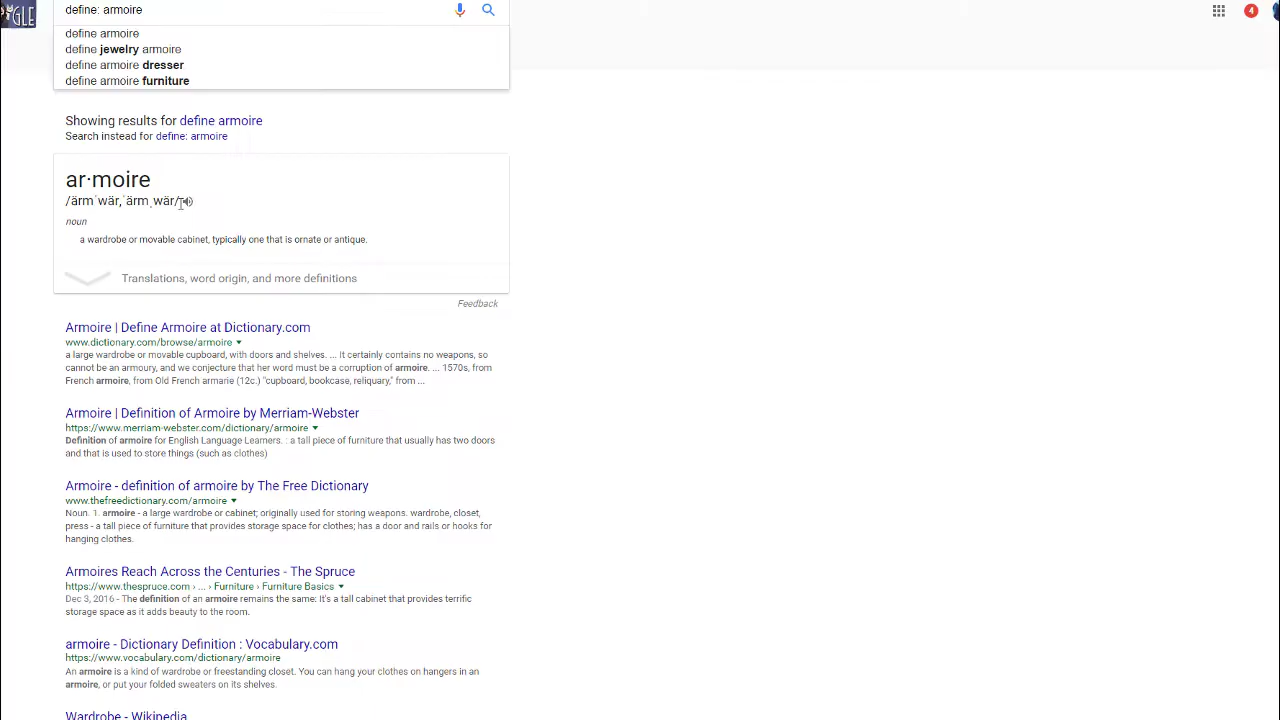 GLE
define: armoire
4
define armoire
define jewelry armoire
define armoire dresser
define armoire furniture
Showing results for define armoire
Search instead for define: armoire
ar·moire
/ärmˈwär,ˈärmˌwär/
noun
a wardrobe or movable cabinet, typically one that is ornate or antique.
Translations, word origin, and more definitions
Feedback
Armoire | Define Armoire at Dictionary.com
www.dictionary.com/browse/armoire
a large wardrobe or movable cupboard, with doors and shelves. ... It certainly contains no weapons, so
cannot be an armoury, and we conjecture that her word must be a corruption of armoire. ... 1570s, from
French armoire, from Old French armarie (12c.) "cupboard, bookcase, reliquary," from ...
Armoire | Definition of Armoire by Merriam-Webster
https://www.merriam-webster.com/dictionary/armoire
Definition of armoire for English Language Learners. : a tall piece of furniture that usually has two doors
and that is used to store things (such as clothes)
Armoire - definition of armoire by The Free Dictionary
www.thefreedictionary.com/armoire
Noun. 1. armoire - a large wardrobe or cabinet; originally used for storing weapons. wardrobe, closet,
press - a tall piece of furniture that provides storage space for clothes; has a door and rails or hooks for
hanging clothes.
Armoires Reach Across the Centuries - The Spruce
https://www.thespruce.com › ... › Furniture › Furniture Basics
Dec 3, 2016 - The definition of an armoire remains the same: It's a tall cabinet that provides terrific
storage space as it adds beauty to the room.
armoire - Dictionary Definition : Vocabulary.com
https://www.vocabulary.com/dictionary/armoire
An armoire is a kind of wardrobe or freestanding closet. You can hang your clothes on hangers in an
armoire, or put your folded sweaters on its shelves.
Wardrobe - Wikipedia